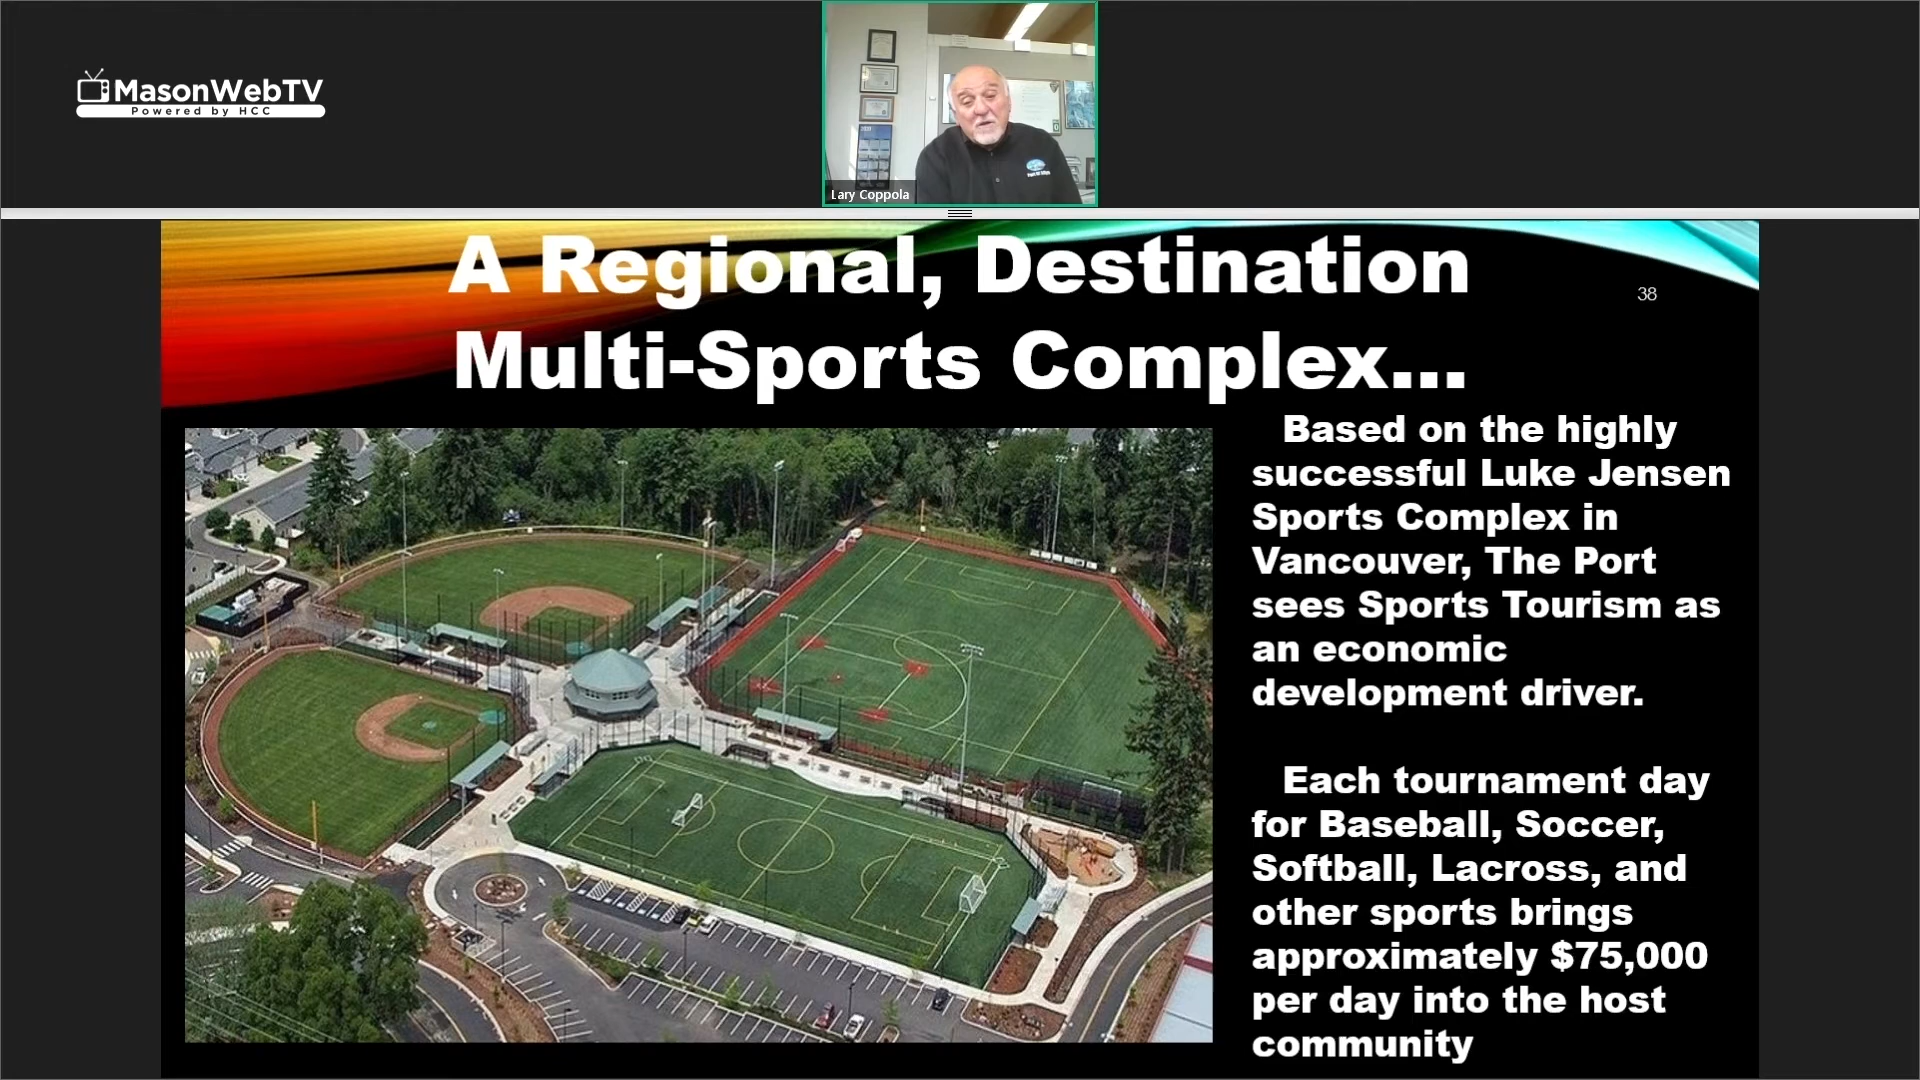 MasonWebTV
Powered by HCC
Lary Coppola
A Regional, Destination
Multi-Sports Complex...
38
Based on the highly
successful Luke Jensen
Sports Complex in
Vancouver, The Port
sees Sports Tourism as
an economic
development driver.
Each tournament day
for Baseball, Soccer,
Softball, Lacross, and
other sports brings
approximately $75,000
per day into the host
community